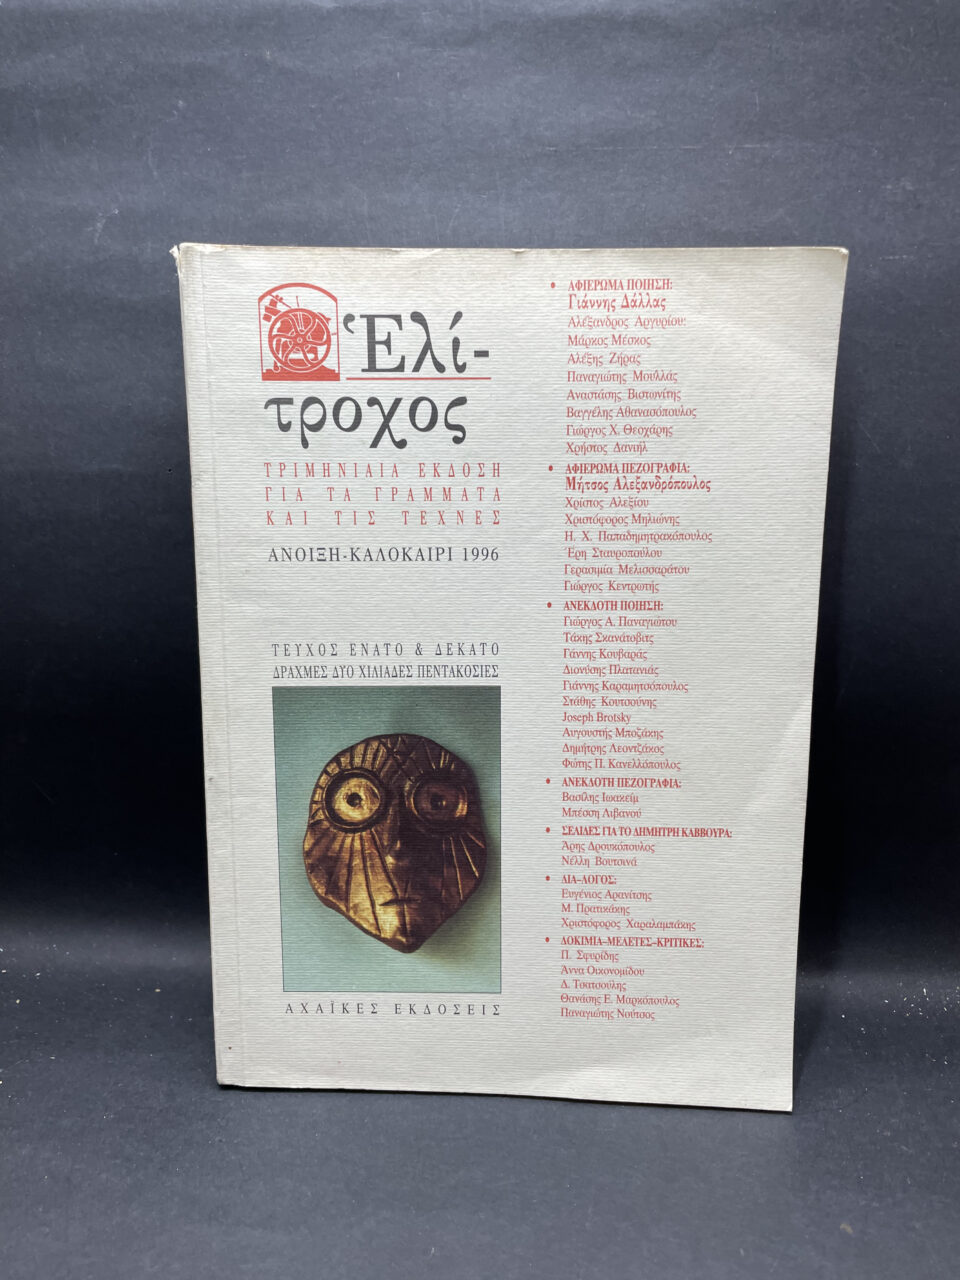 Ἑλί-
τροχος
ΤΡΙΜΗΝΙΑΙΑ ΕΚΔΟΣΗ
ΓΙΑ ΤΑ ΓΡΑΜΜΑΤΑ
ΚΑΙ ΤΙΣ ΤΕΧΝΕΣ
ΑΝΟΙΞΗ-ΚΑΛΟΚΑΙΡΙ 1996
ΤΕΥΧΟΣ ΕΝΑΤΟ & ΔΕΚΑΤΟ
ΔΡΑΧΜΕΣ ΔΥΟ ΧΙΛΙΑΔΕΣ ΠΕΝΤΑΚΟΣΙΕΣ
ΑΧΑΪΚΕΣ ΕΚΔΟΣΕΙΣ
• ΑΦΙΕΡΩΜΑ ΠΟΙΗΣΗ:
Γιάννης Δάλλας
Αλέξανδρος Αργυρίου:
Μάρκος Μέσκος
Αλέξης Ζήρας
Παναγιώτης Μουλλάς
Αναστάσης Βιστωνίτης
Βαγγέλης Αθανασόπουλος
Γιώργος Χ. Θεοχάρης
Χρήστος Δανιήλ
• ΑΦΙΕΡΩΜΑ ΠΕΖΟΓΡΑΦΙΑ:
Μήτσος Αλεξανδρόπουλος
Χρίστος Αλεξίου
Χριστόφορος Μηλιώνης
Η. Χ. Παπαδημητρακόπουλος
Έρη Σταυροπούλου
Γερασιμία Μελισσαράτου
Γιώργος Κεντρωτής
• ΑΝΕΚΔΟΤΗ ΠΟΙΗΣΗ:
Γιώργος Α. Παναγιώτου
Τάκης Σκανάτοβιτς
Γάννης Κουβαράς
Διονύσης Πλατανιάς
Γιάννης Καραμητσόπουλος
Στάθης Κουτσούνης
Joseph Brotsky
Αυγουστής Μποζάκης
Δημήτρης Λεοντζάκος
Φώτης Π. Κανελλόπουλος
• ΑΝΕΚΔΟΤΗ ΠΕΖΟΓΡΑΦΙΑ:
Βασίλης Ιωακείμ
Μπέσση Λιβανού
• ΣΕΛΙΔΕΣ ΓΙΑ ΤΟ ΔΗΜΗΤΡΗ ΚΑΒΒΟΥΡΑ:
Άρης Δρουκόπουλος
Νέλλη Βουτσινά
• ΔΙΑ–ΛΟΓΟΣ:
Ευγένιος Αρανίτσης
Μ. Πρατικάκης
Χριστόφορος Χαραλαμπάκης
• ΔΟΚΙΜΙΑ–ΜΕΛΕΤΕΣ–ΚΡΙΤΙΚΕΣ:
Π. Σφυρίδης
Άννα Οικονομίδου
Δ. Τσατσούλης
Θανάσης Ε. Μαρκόπουλος
Παναγιώτης Νούτσος